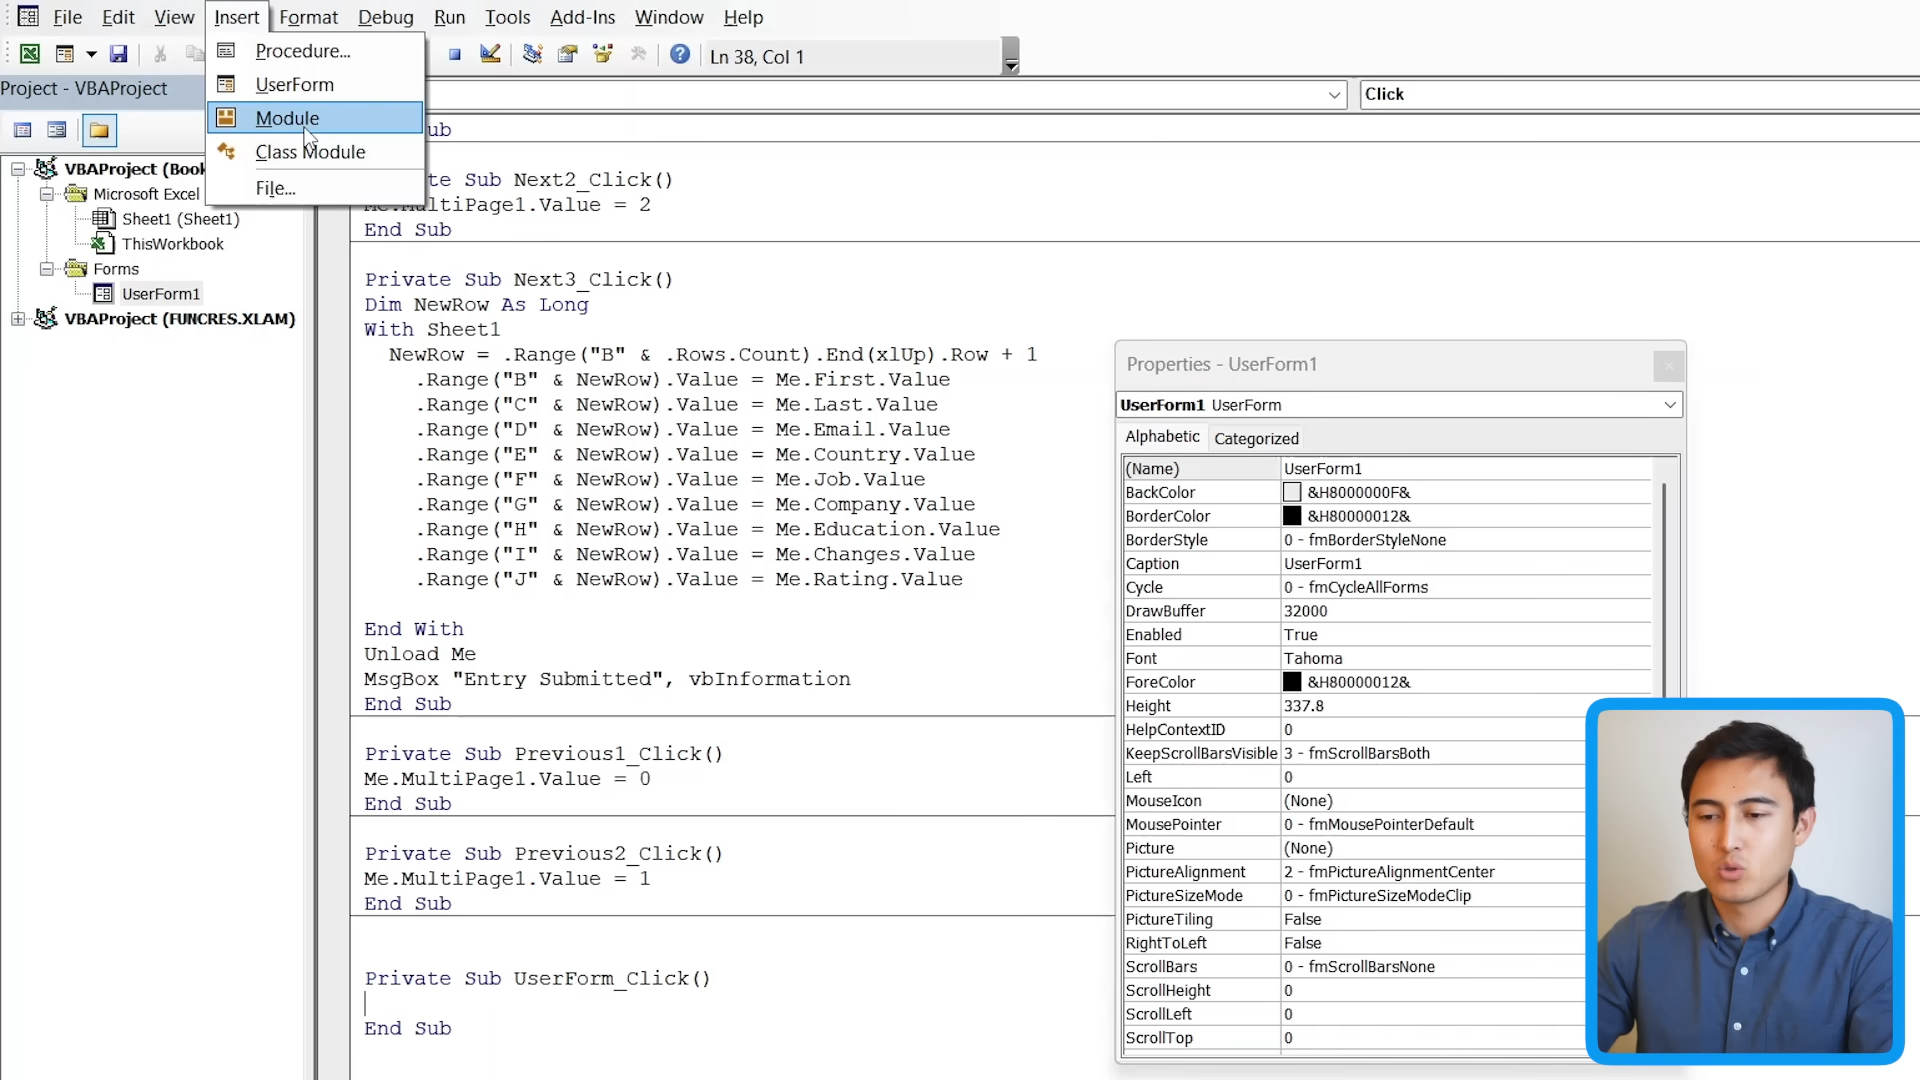 File Edit View Insert Format Debug Run Tools Add-Ins Window Help
Ln 38, Col 1
Procedure...
UserForm
Module
Class Module
File...
Project - VBAProject
VBAProject (Book
Microsoft Excel
Sheet1 (Sheet1)
ThisWorkbook
Forms
UserForm1
VBAProject (FUNCRES.XLAM)
Click
ub
te Sub Next2_Click()
Me.MultiPage1.Value = 2
End Sub
Private Sub Next3_Click()
Dim NewRow As Long
With Sheet1
NewRow = .Range("B" & .Rows.Count).End(xlUp).Row + 1
.Range("B" & NewRow).Value = Me.First.Value
.Range("C" & NewRow).Value = Me.Last.Value
.Range("D" & NewRow).Value = Me.Email.Value
.Range("E" & NewRow).Value = Me.Country.Value
.Range("F" & NewRow).Value = Me.Job.Value
.Range("G" & NewRow).Value = Me.Company.Value
.Range("H" & NewRow).Value = Me.Education.Value
.Range("I" & NewRow).Value = Me.Changes.Value
.Range("J" & NewRow).Value = Me.Rating.Value
End With
Unload Me
MsgBox "Entry Submitted", vbInformation
End Sub
Private Sub Previous1_Click()
Me.MultiPage1.Value = 0
End Sub
Private Sub Previous2_Click()
Me.MultiPage1.Value = 1
End Sub
Private Sub UserForm_Click()
End Sub
Properties - UserForm1
UserForm1 UserForm
Alphabetic Categorized
(Name) UserForm1
BackColor &H8000000F&
BorderColor &H80000012&
BorderStyle 0 - fmBorderStyleNone
Caption UserForm1
Cycle 0 - fmCycleAllForms
DrawBuffer 32000
Enabled True
Font Tahoma
ForeColor &H80000012&
Height 337.8
HelpContextID 0
KeepScrollBarsVisible 3 - fmScrollBarsBoth
Left 0
MouseIcon (None)
MousePointer 0 - fmMousePointerDefault
Picture (None)
PictureAlignment 2 - fmPictureAlignmentCenter
PictureSizeMode 0 - fmPictureSizeModeClip
PictureTiling False
RightToLeft False
ScrollBars 0 - fmScrollBarsNone
ScrollHeight 0
ScrollLeft 0
ScrollTop 0